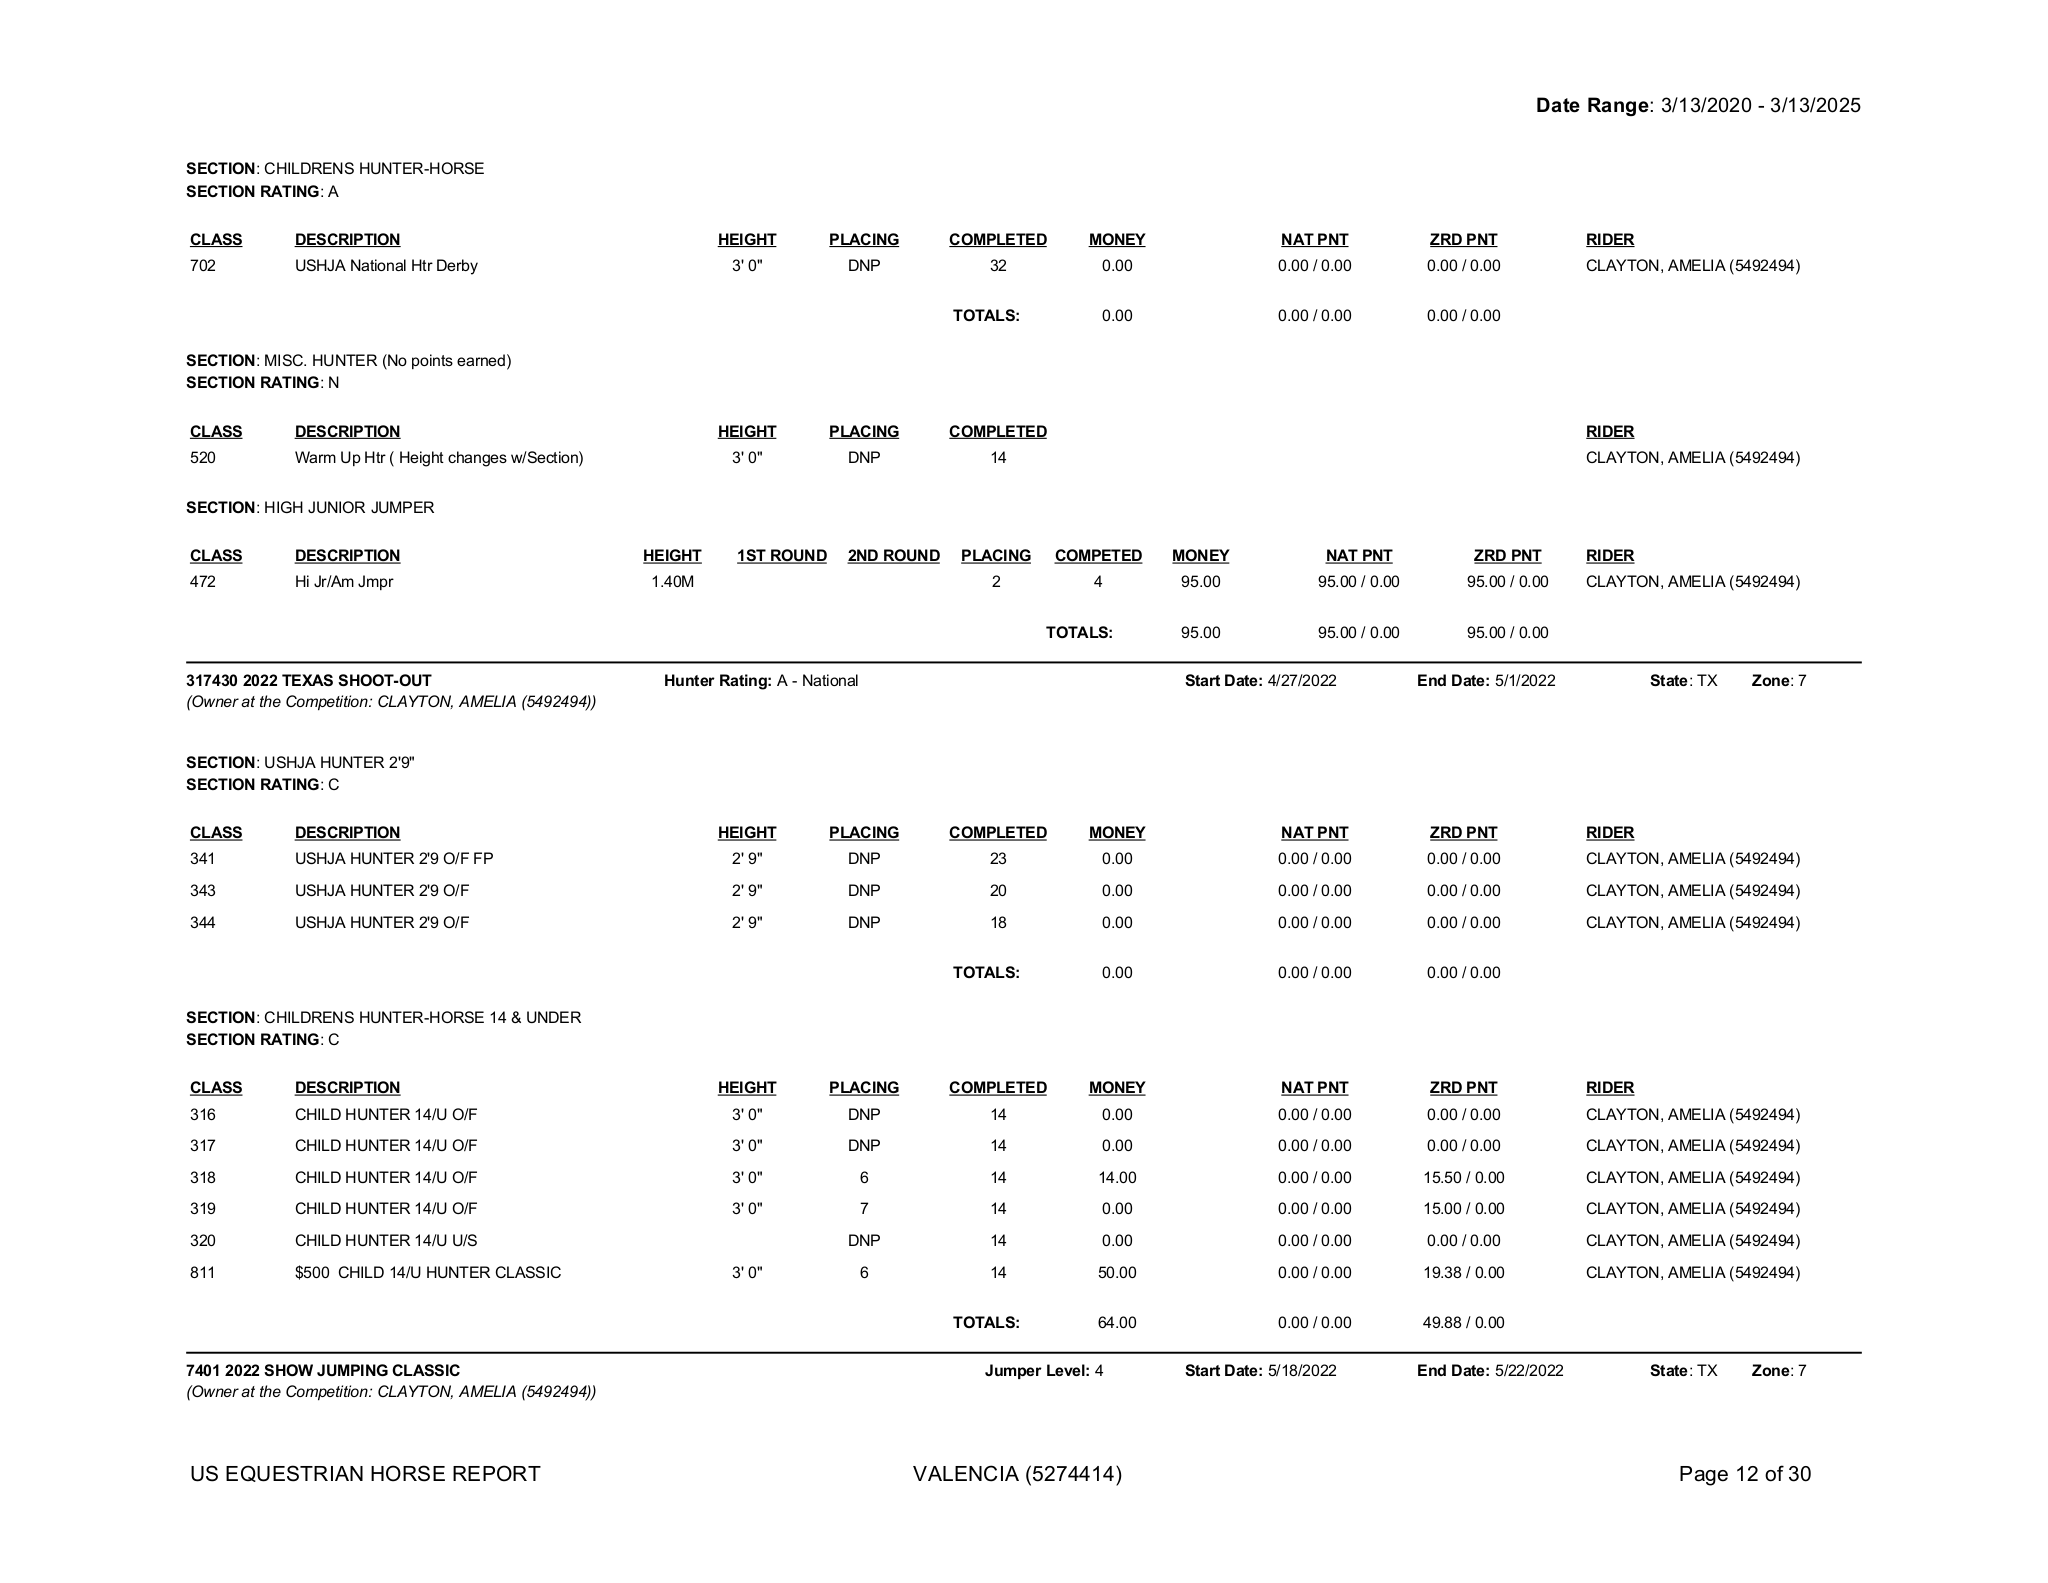 Date Range: 3/13/2020 - 3/13/2025
SECTION: CHILDRENS HUNTER-HORSE
SECTION RATING: A
CLASS DESCRIPTION HEIGHT PLACING COMPLETED MONEY NAT PNT ZRD PNT RIDER
702 USHJA National Htr Derby 3' 0" DNP 32 0.00 0.00 / 0.00 0.00 / 0.00 CLAYTON, AMELIA (5492494)
TOTALS: 0.00 0.00 / 0.00 0.00 / 0.00
SECTION: MISC. HUNTER (No points earned)
SECTION RATING: N
CLASS DESCRIPTION HEIGHT PLACING COMPLETED RIDER
520 Warm Up Htr ( Height changes w/Section) 3' 0" DNP 14 CLAYTON, AMELIA (5492494)
SECTION: HIGH JUNIOR JUMPER
CLASS DESCRIPTION HEIGHT 1ST ROUND 2ND ROUND PLACING COMPETED MONEY NAT PNT ZRD PNT RIDER
472 Hi Jr/Am Jmpr 1.40M 2 4 95.00 95.00 / 0.00 95.00 / 0.00 CLAYTON, AMELIA (5492494)
TOTALS: 95.00 95.00 / 0.00 95.00 / 0.00
317430 2022 TEXAS SHOOT-OUT Hunter Rating: A - National Start Date: 4/27/2022 End Date: 5/1/2022 State: TX Zone: 7
(Owner at the Competition: CLAYTON, AMELIA (5492494))
SECTION: USHJA HUNTER 2'9"
SECTION RATING: C
CLASS DESCRIPTION HEIGHT PLACING COMPLETED MONEY NAT PNT ZRD PNT RIDER
341 USHJA HUNTER 2'9 O/F FP 2' 9" DNP 23 0.00 0.00 / 0.00 0.00 / 0.00 CLAYTON, AMELIA (5492494)
343 USHJA HUNTER 2'9 O/F 2' 9" DNP 20 0.00 0.00 / 0.00 0.00 / 0.00 CLAYTON, AMELIA (5492494)
344 USHJA HUNTER 2'9 O/F 2' 9" DNP 18 0.00 0.00 / 0.00 0.00 / 0.00 CLAYTON, AMELIA (5492494)
TOTALS: 0.00 0.00 / 0.00 0.00 / 0.00
SECTION: CHILDRENS HUNTER-HORSE 14 & UNDER
SECTION RATING: C
CLASS DESCRIPTION HEIGHT PLACING COMPLETED MONEY NAT PNT ZRD PNT RIDER
316 CHILD HUNTER 14/U O/F 3' 0" DNP 14 0.00 0.00 / 0.00 0.00 / 0.00 CLAYTON, AMELIA (5492494)
317 CHILD HUNTER 14/U O/F 3' 0" DNP 14 0.00 0.00 / 0.00 0.00 / 0.00 CLAYTON, AMELIA (5492494)
318 CHILD HUNTER 14/U O/F 3' 0" 6 14 14.00 0.00 / 0.00 15.50 / 0.00 CLAYTON, AMELIA (5492494)
319 CHILD HUNTER 14/U O/F 3' 0" 7 14 0.00 0.00 / 0.00 15.00 / 0.00 CLAYTON, AMELIA (5492494)
320 CHILD HUNTER 14/U U/S DNP 14 0.00 0.00 / 0.00 0.00 / 0.00 CLAYTON, AMELIA (5492494)
811 $500 CHILD 14/U HUNTER CLASSIC 3' 0" 6 14 50.00 0.00 / 0.00 19.38 / 0.00 CLAYTON, AMELIA (5492494)
TOTALS: 64.00 0.00 / 0.00 49.88 / 0.00
7401 2022 SHOW JUMPING CLASSIC Jumper Level: 4 Start Date: 5/18/2022 End Date: 5/22/2022 State: TX Zone: 7
(Owner at the Competition: CLAYTON, AMELIA (5492494))
US EQUESTRIAN HORSE REPORT VALENCIA (5274414) Page 12 of 30